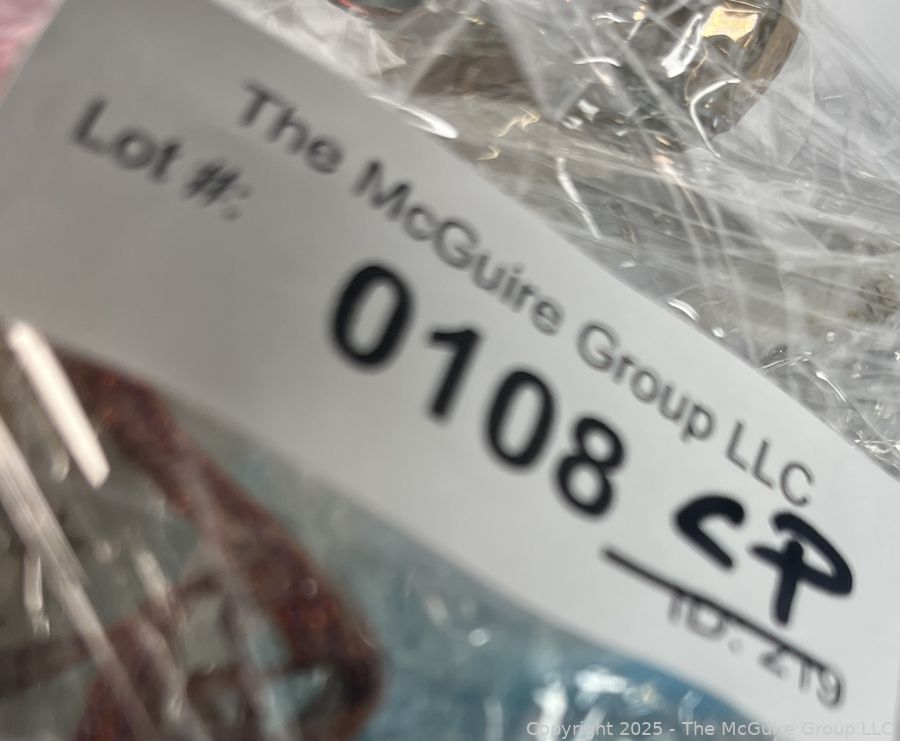 The McGuire Group LLC
Lot #:
0108 CP
ID: 219
Copyright 2025 - The McGuire Group LLC